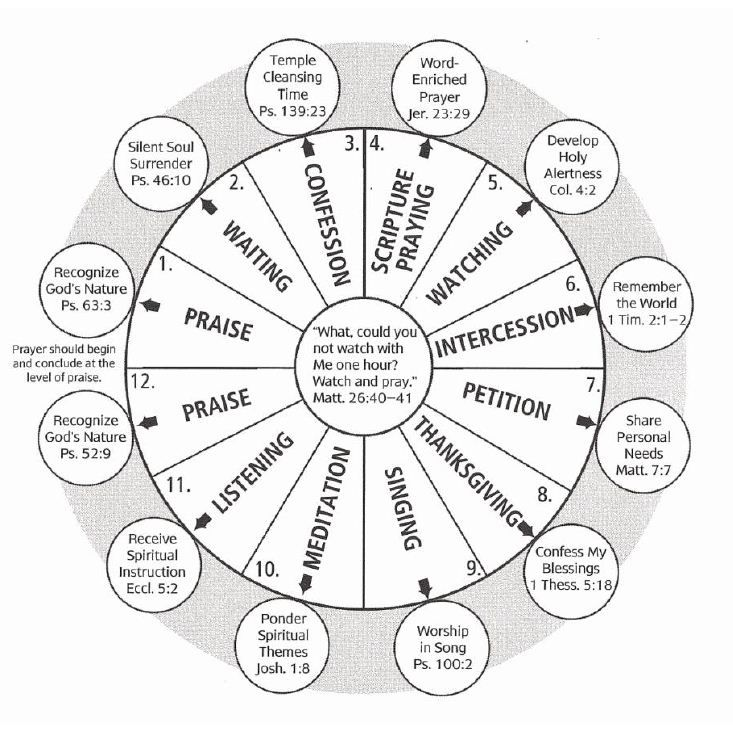 Temple
Cleansing
Time
Ps. 139:23
Word-
Enriched
Prayer
Jer. 23:29
Silent Soul
Surrender
Ps. 46:10
Develop
Holy
Alertness
Col. 4:2
Recognize
God's Nature
Ps. 63:3
Remember
the World
1 Tim. 2:1–2
Prayer should begin
and conclude at the
level of praise.
Recognize
God's Nature
Ps. 52:9
Share
Personal
Needs
Matt. 7:7
Receive
Spiritual
Instruction
Eccl. 5:2
Confess My
Blessings
1 Thess. 5:18
Ponder
Spiritual
Themes
Josh. 1:8
Worship
in Song
Ps. 100:2
1.
PRAISE
2.
WAITING
3.
CONFESSION
4.
SCRIPTURE
PRAYING
5.
WATCHING
6.
INTERCESSION
7.
PETITION
8.
THANKSGIVING
9.
SINGING
10.
MEDITATION
11.
LISTENING
12.
PRAISE
"What, could you
not watch with
Me one hour?
Watch and pray."
Matt. 26:40–41